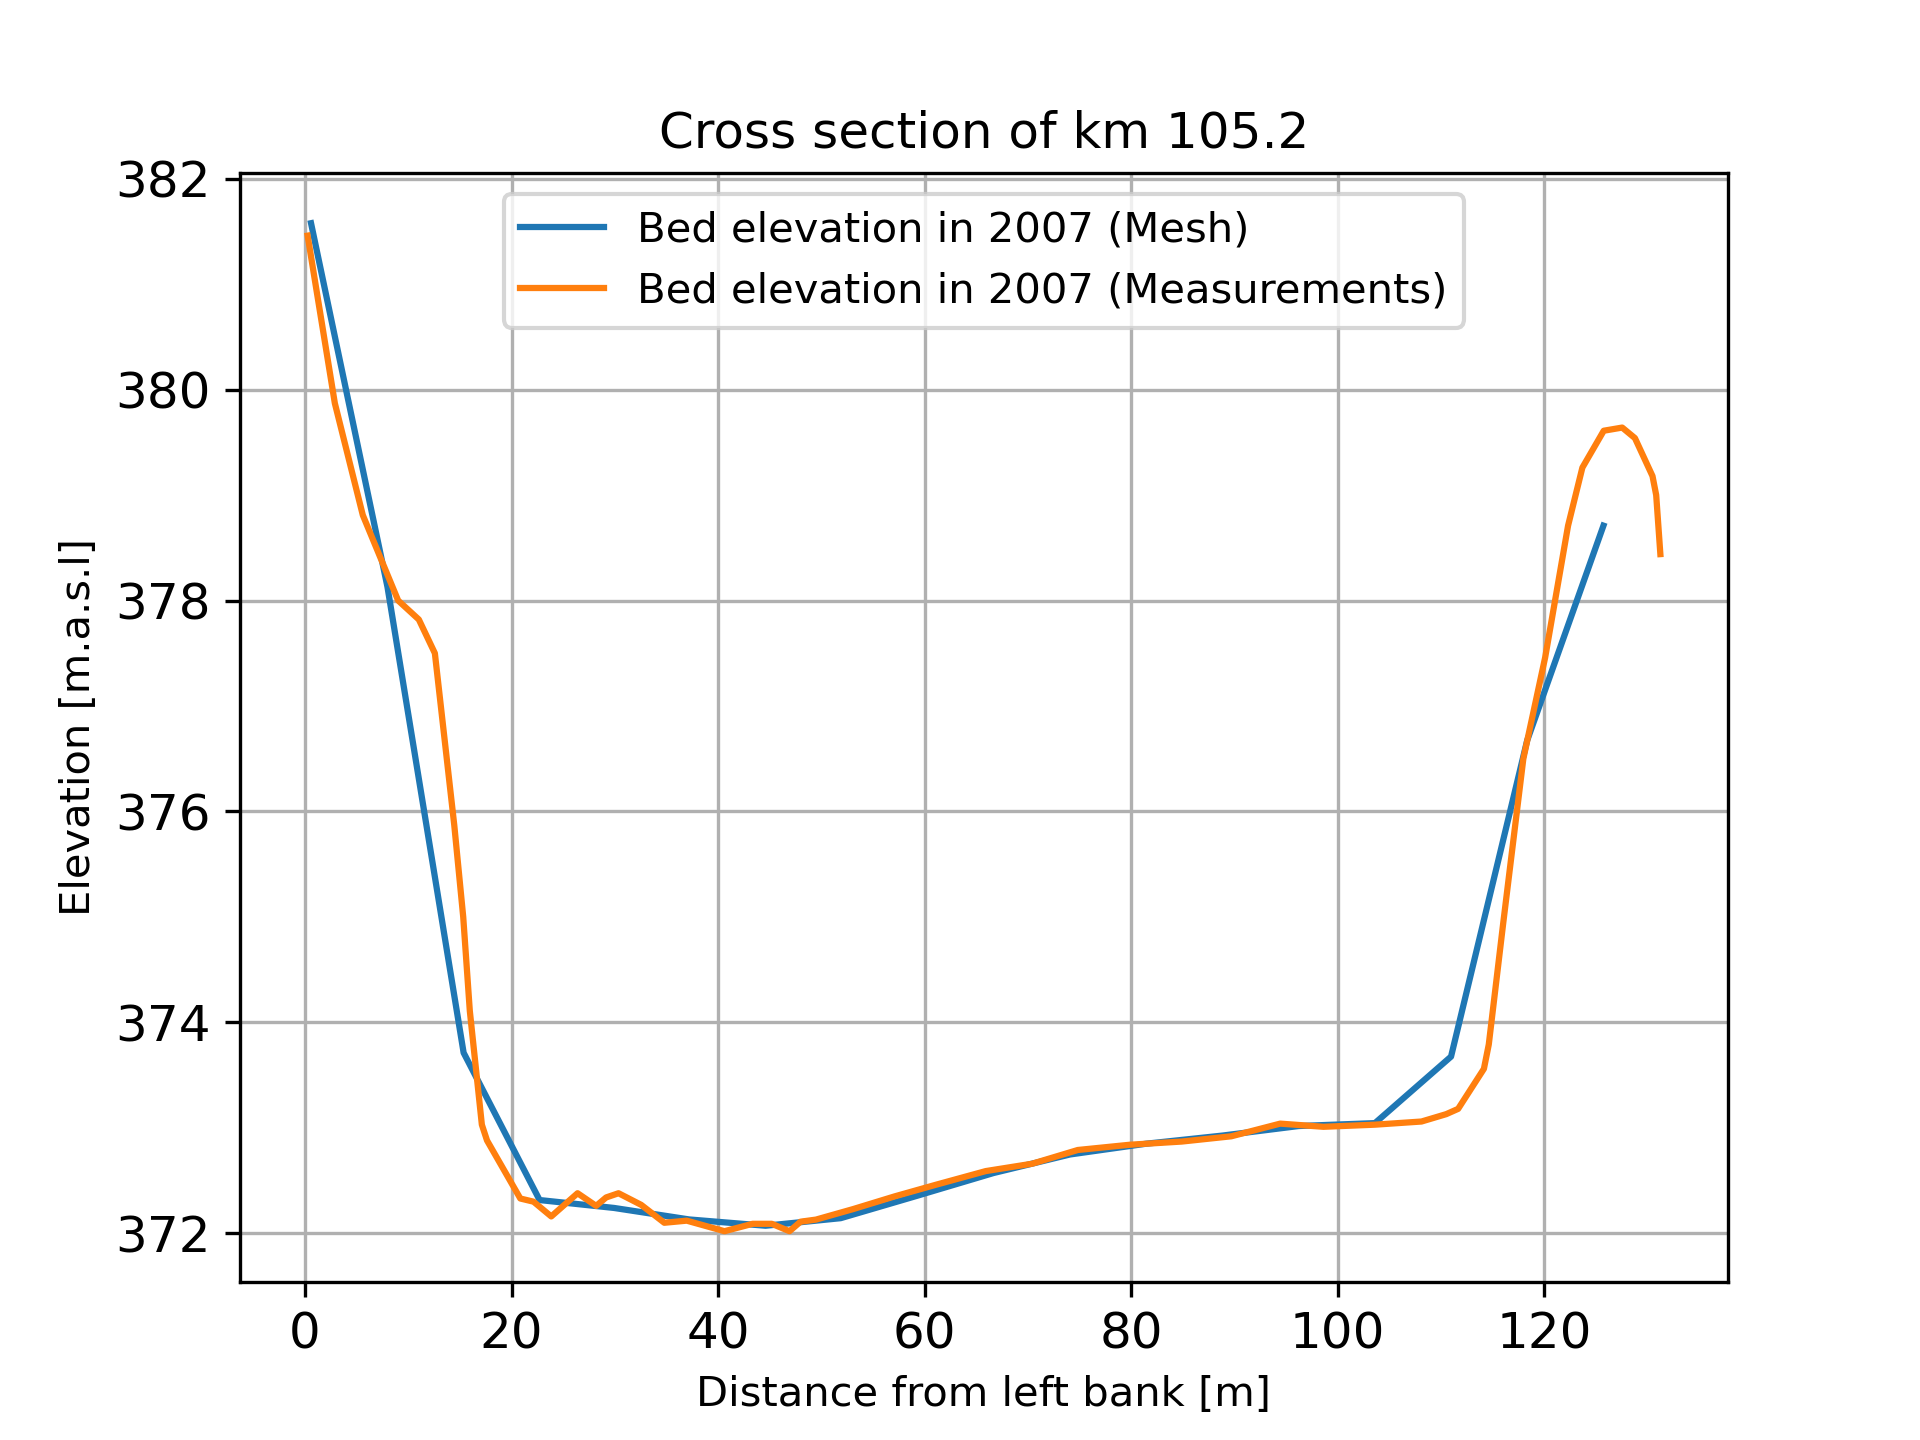 Cross section of km 105.2
Bed elevation in 2007 (Mesh)
Bed elevation in 2007 (Measurements)
Elevation [m.a.s.l]
382
380
378
376
374
372
0 20 40 60 80 100 120
Distance from left bank [m]